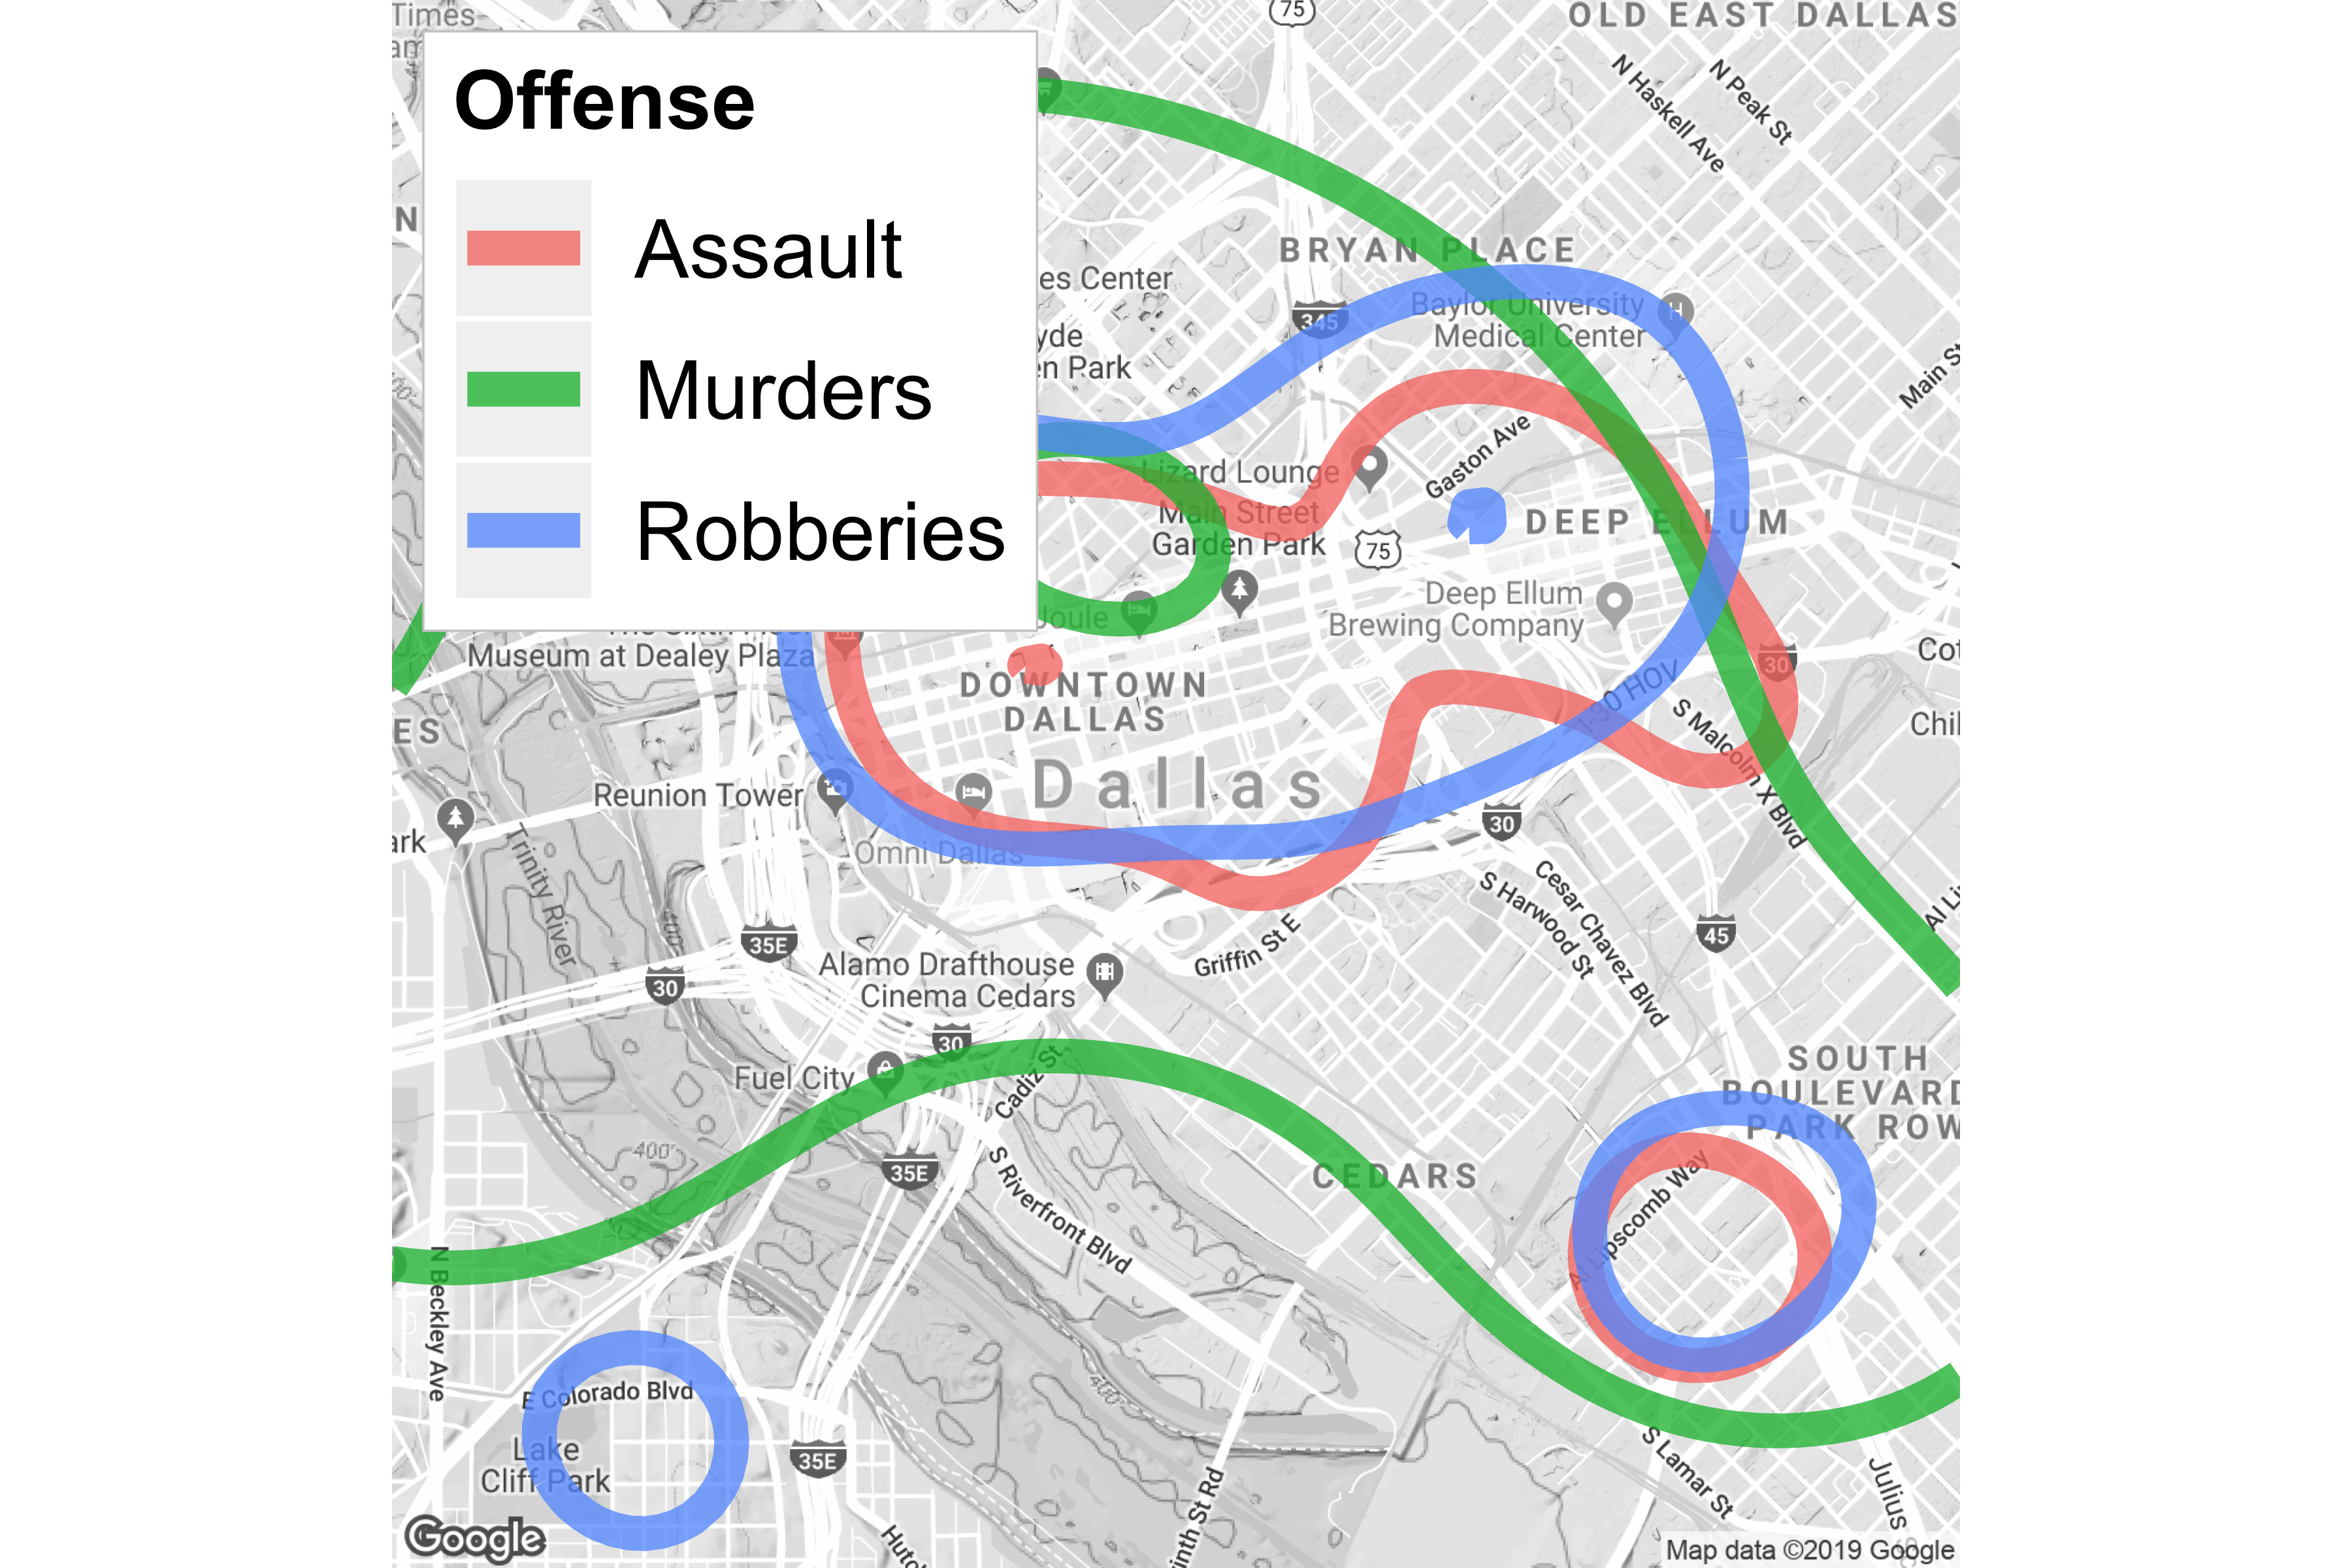 Times
75
OLD EAST DALLAS
Offense
Assault
Murders
Robberies
N Haskell Ave
N Peak St
N
BRYAN PLACE
es Center
Baylor University
Medical Center
H
345
yde
en Park
Main St
Lizard Lounge
Gaston Ave
Main Street
Garden Park
75
DEEP ELLUM
Deep Ellum
Brewing Company
Joule
Museum at Dealey Plaza
30
Cot
I-30 HOV
DOWNTOWN
DALLAS
S Malcolm X Blvd
Chil
ES
Dallas
Reunion Tower
ark
Omni Dallas
30
Trinity River
400'
Cesar Chavez Blvd
S Harwood St
Griffin St E
Al Li
45
35E
30
Alamo Drafthouse
Cinema Cedars
30
Fuel City
Cadiz St
SOUTH
BOULEVARD
PARK ROW
400'
35E
S Riverfront Blvd
CEDARS
Al Lipscomb Way
N Beckley Ave
E Colorado Blvd
Lake
Cliff Park
35E
400'
S Lamar St
Julius
inth St Rd
Hutc
Google
Map data ©2019 Google